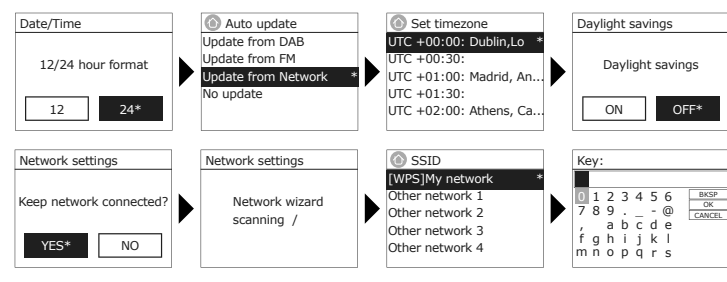 Date/Time
12/24 hour format
12
24*
Auto update
Update from DAB
Update from FM
Update from Network *
No update
Set timezone
UTC +00:00: Dublin,Lo *
UTC +00:30:
UTC +01:00: Madrid, An...
UTC +01:30:
UTC +02:00: Athens, Ca...
Daylight savings
Daylight savings
ON
OFF*
Network settings
Keep network connected?
YES*
NO
Network settings
Network wizard
scanning /
SSID
[WPS]My network *
Other network 1
Other network 2
Other network 3
Other network 4
Key:
0 1 2 3 4 5 6
7 8 9 . _ - @
, a b c d e
f g h i j k l
m n o p q r s
BKSP
OK
CANCEL